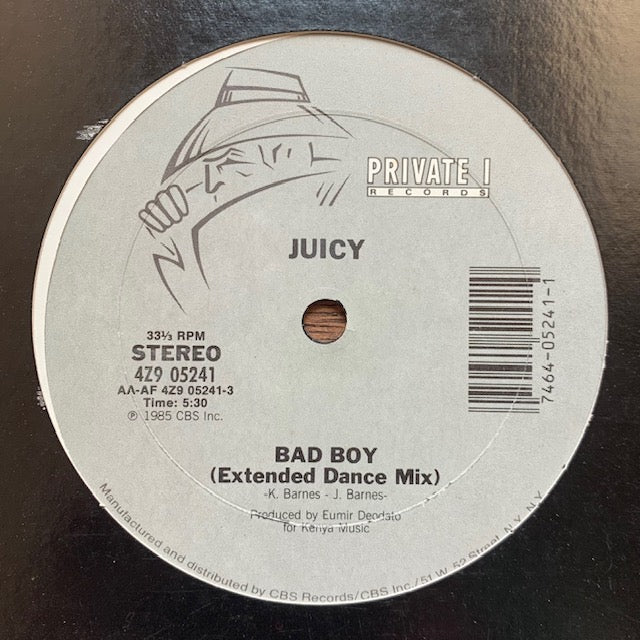 PRIVATE I
RECORDS
JUICY
33⅓ RPM
STEREO
4Z9 05241
AΛ-AF 4Z9 05241-3
Time: 5:30
℗ 1985 CBS Inc.
7464-05241-1
BAD BOY
(Extended Dance Mix)
-K. Barnes - J. Barnes-
Produced by Eumir Deodato
for Kenya Music
Manufactured and distributed by CBS Records/CBS Inc./51 W. 52 Street, N.Y. N.Y.